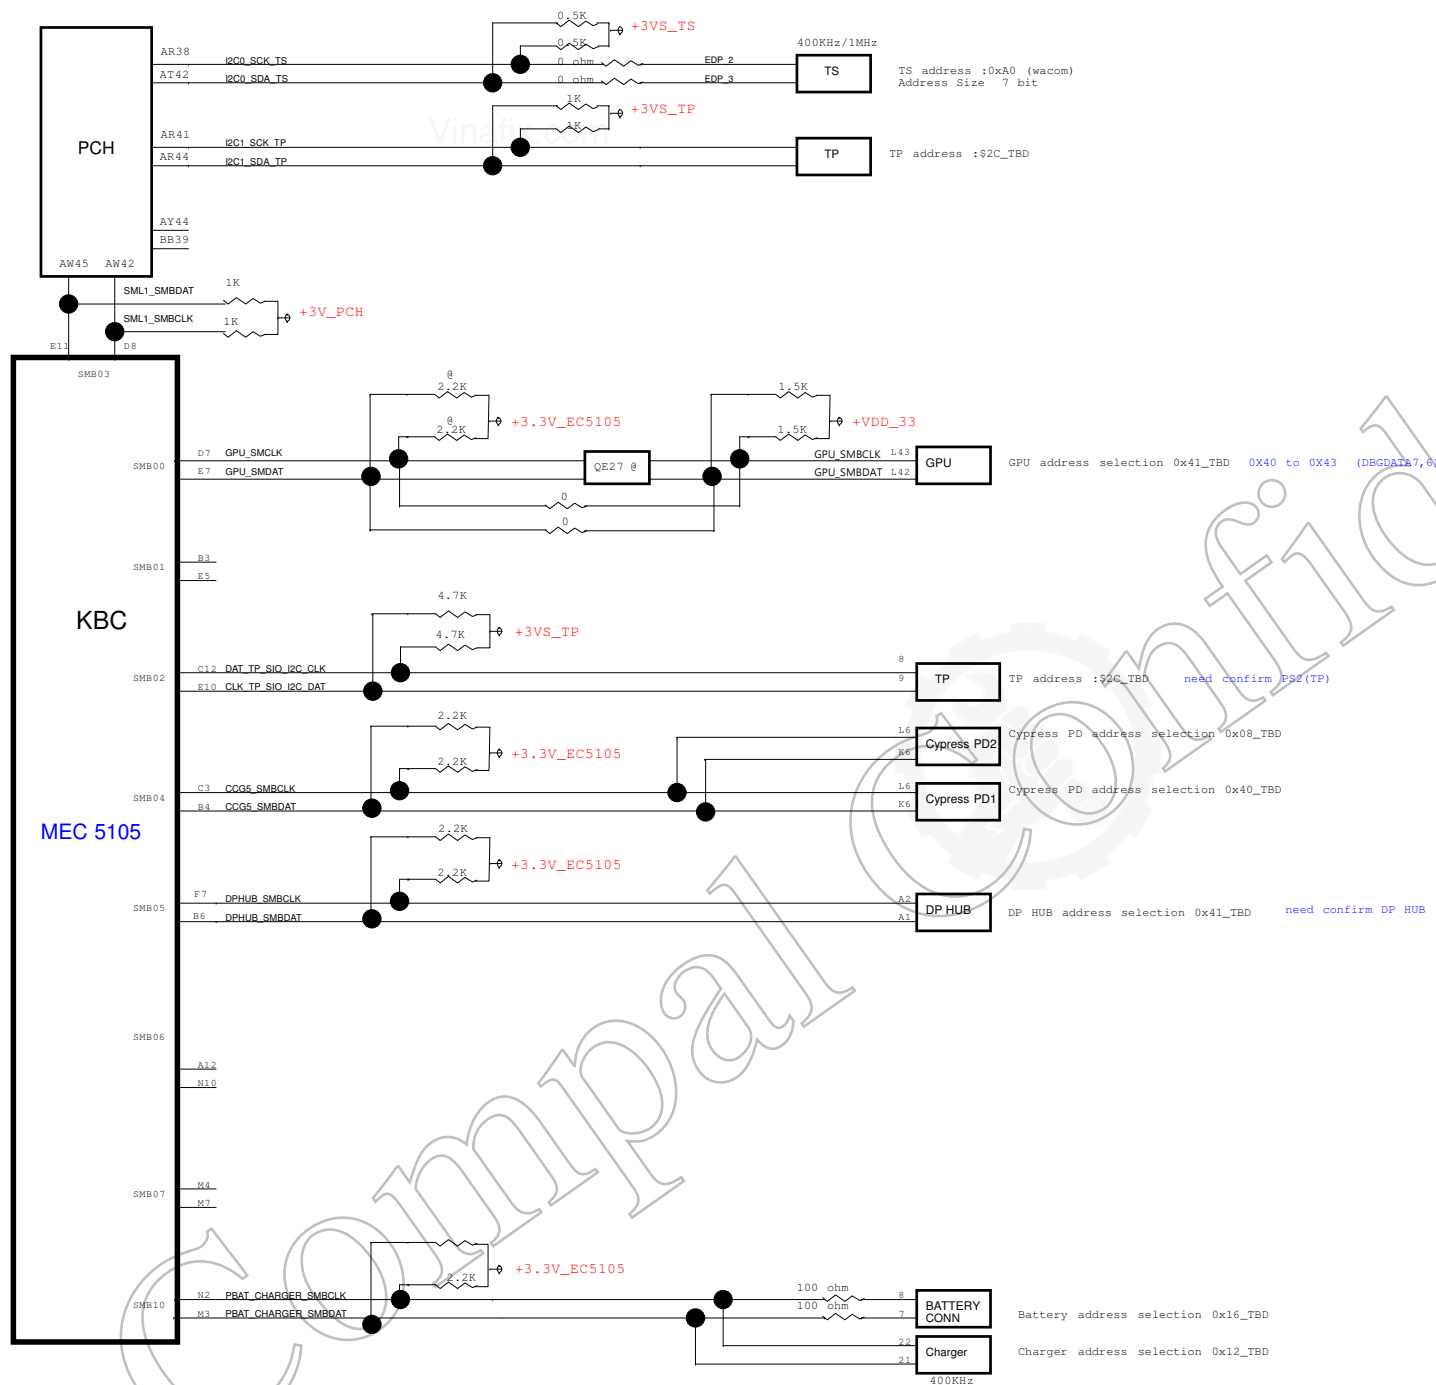 0.5K
+3VS_TS
0.5K
400KHz/1MHz
AR38
I2C0_SCK_TS
0 ohm
EDP_2
TS
TS address :0xA0 (wacom)
AT42
I2C0_SDA_TS
0 ohm
EDP_3
Address Size 7 bit
1K
+3VS_TP
1K
Vinafix.com
PCH
AR41
I2C1_SCK_TP
TP
TP address :$2C_TBD
AR44
I2C1_SDA_TP
AY44
BB39
AW45 AW42
SML1_SMBDAT
1K
+3V_PCH
SML1_SMBCLK
1K
E11 D8
SMB03
@
2.2K
+3.3V_EC5105
@
2.2K
1.5K
+VDD_33
1.5K
SMB00
D7 GPU_SMCLK
E7 GPU_SMDAT
QE27 @
GPU_SMBCLK L43
GPU_SMBDAT L42
GPU
GPU address selection 0x41_TBD 0X40 to 0X43 (DBGDATA7,6)
0
0
SMB01
B3
E5
KBC
4.7K
+3VS_TP
4.7K
SMB02
C12 DAT_TP_SIO_I2C_CLK
E10 CLK_TP_SIO_I2C_DAT
8
9
TP
TP address :$2C_TBD need confirm PS2(TP)
2.2K
+3.3V_EC5105
2.2K
L6
K6
Cypress PD2
Cypress PD address selection 0x08_TBD
SMB04
C3 CCG5_SMBCLK
B4 CCG5_SMBDAT
L6
K6
Cypress PD1
Cypress PD address selection 0x40_TBD
MEC 5105
2.2K
+3.3V_EC5105
2.2K
SMB05
F7 DPHUB_SMBCLK
B6 DPHUB_SMBDAT
A2
A1
DP HUB
DP HUB address selection 0x41_TBD need confirm DP HUB
SMB06
A12
N10
SMB07
M4
M7
+3.3V_EC5105
2.2K
SMB10
N2 PBAT_CHARGER_SMBCLK
M3 PBAT_CHARGER_SMBDAT
100 ohm
100 ohm
8
7
BATTERY
CONN
Battery address selection 0x16_TBD
22
21
Charger
Charger address selection 0x12_TBD
400KHz
Compal Confid